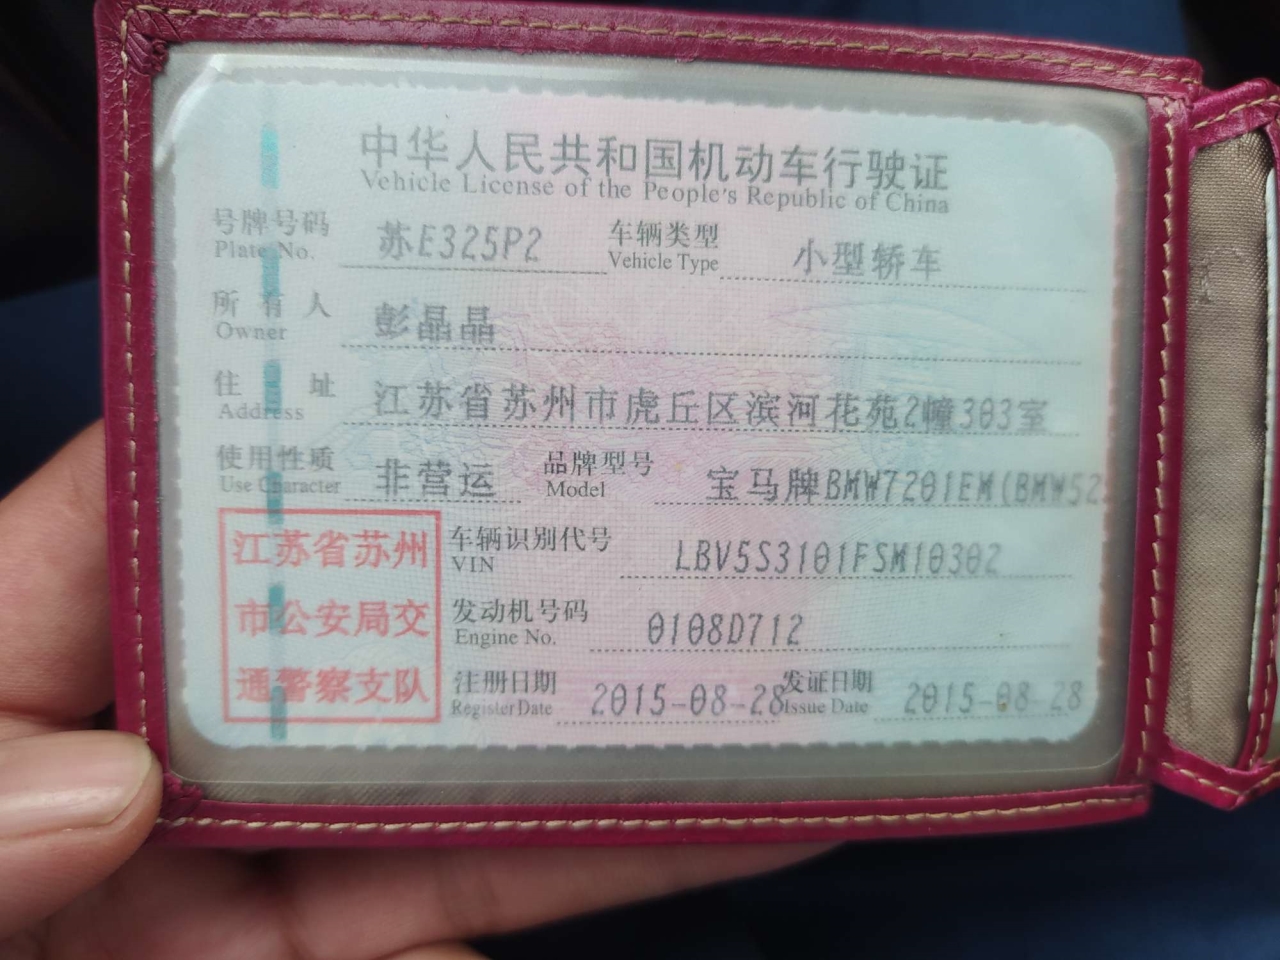 中华人民共和国机动车行驶证
Vehicle License of the People's Republic of China
号牌号码 苏E325P2 车辆类型 小型轿车
Plate No. Vehicle Type
所有人 彭晶晶
Owner
住址 江苏省苏州市虎丘区滨河花苑2幢303室
Address
使用性质 非营运 品牌型号 宝马牌BMW7201EM(BMW52
Use Character Model
江苏省苏州
市公安局交
通警察支队
车辆识别代号 LBV5S3101FSM10302
VIN
发动机号码 0108D712
Engine No.
注册日期 2015-08-28 发证日期 2015-08-28
Register Date Issue Date